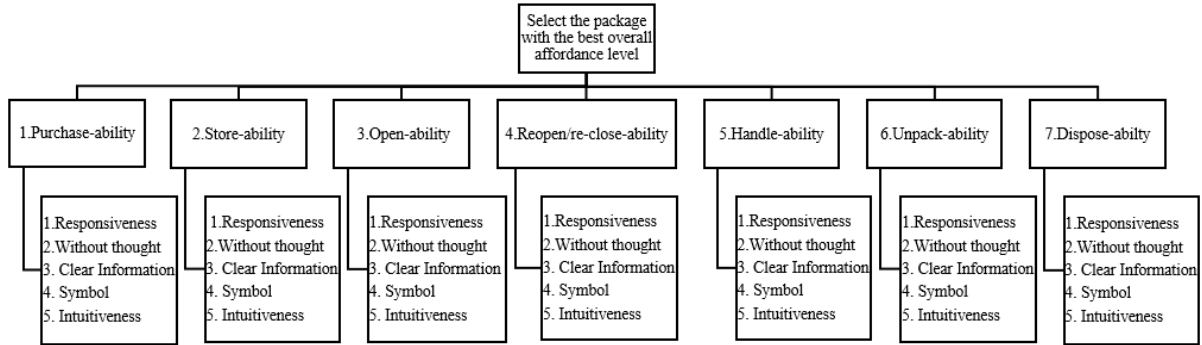 Select the package
with the best overall
affordance level
1.Purchase-ability
2.Store-ability
3.Open-ability
4.Reopen/re-close-ability
5.Handle-ability
6.Unpack-ability
7.Dispose-abilty
1.Responsiveness
2.Without thought
3. Clear Information
4. Symbol
5. Intuitiveness
1.Responsiveness
2.Without thought
3. Clear Information
4. Symbol
5. Intuitiveness
1.Responsiveness
2.Without thought
3. Clear Information
4. Symbol
5. Intuitiveness
1.Responsiveness
2.Without thought
3. Clear Information
4. Symbol
5. Intuitiveness
1.Responsiveness
2.Without thought
3. Clear Information
4. Symbol
5. Intuitiveness
1.Responsiveness
2.Without thought
3. Clear Information
4. Symbol
5. Intuitiveness
1.Responsiveness
2.Without thought
3. Clear Information
4. Symbol
5. Intuitiveness